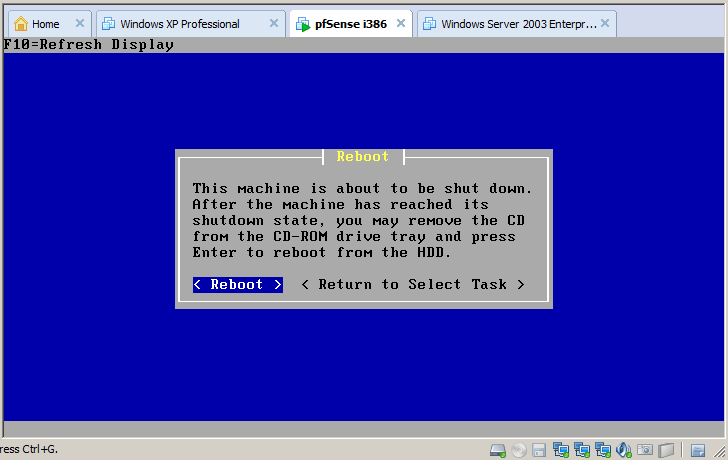 Home Windows XP Professional pfSense i386 Windows Server 2003 Enterpr...
F10=Refresh Display
Reboot
This machine is about to be shut down.
After the machine has reached its
shutdown state, you may remove the CD
from the CD-ROM drive tray and press
Enter to reboot from the HDD.
< Reboot > < Return to Select Task >
ress Ctrl+G.